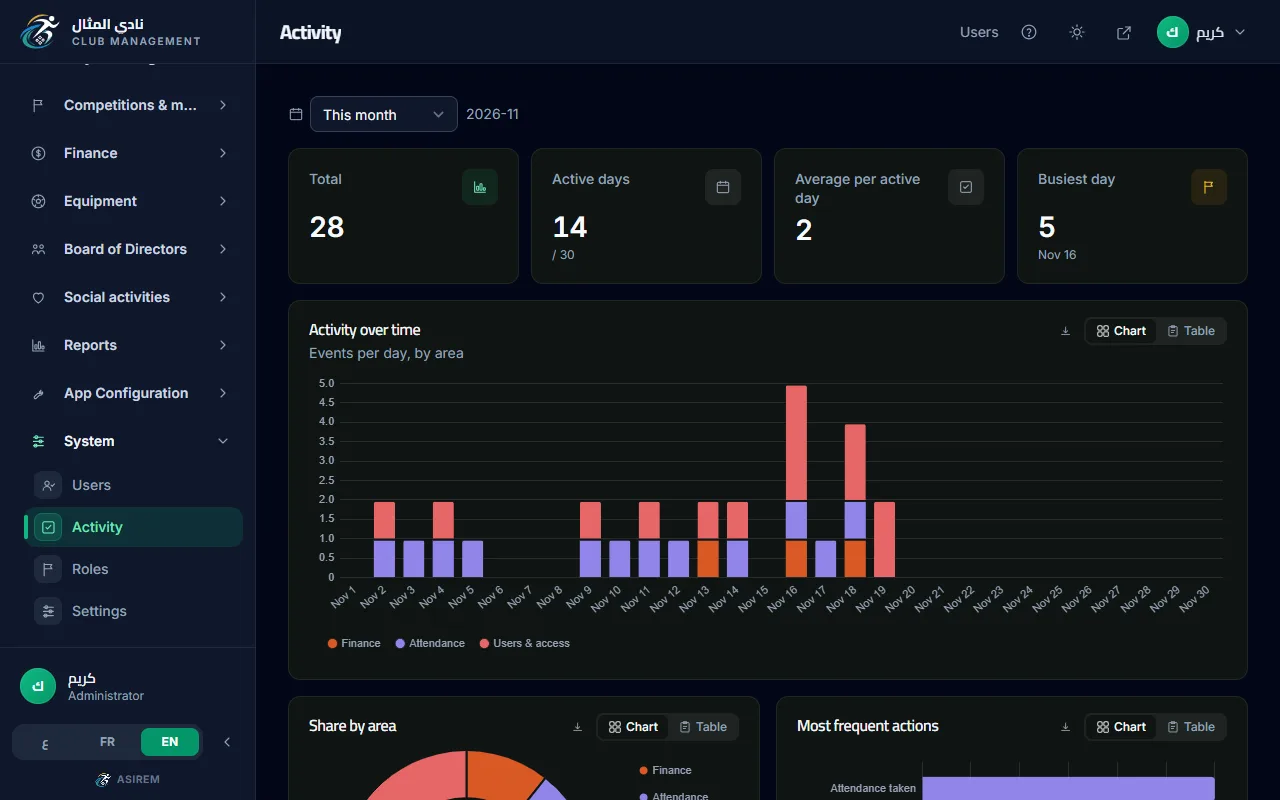 نادي المثال
CLUB MANAGEMENT
Activity
Users
ك
كريم
Competitions & m...
Finance
Equipment
Board of Directors
Social activities
Reports
App Configuration
System
Users
Activity
Roles
Settings
ك
كريم
Administrator
ع
FR
EN
ASIREM
This month
2026-11
Total
28
Active days
14
/ 30
Average per active
day
2
Busiest day
5
Nov 16
Activity over time
Events per day, by area
Chart
Table
5.0
4.5
4.0
3.5
3.0
2.5
2.0
1.5
1.0
0.5
0
Nov 1
Nov 2
Nov 3
Nov 4
Nov 5
Nov 6
Nov 7
Nov 8
Nov 9
Nov 10
Nov 11
Nov 12
Nov 13
Nov 14
Nov 15
Nov 16
Nov 17
Nov 18
Nov 19
Nov 20
Nov 21
Nov 22
Nov 23
Nov 24
Nov 25
Nov 26
Nov 27
Nov 28
Nov 29
Nov 30
Finance
Attendance
Users & access
Share by area
Chart
Table
Finance
Attendance
Most frequent actions
Chart
Table
Attendance taken